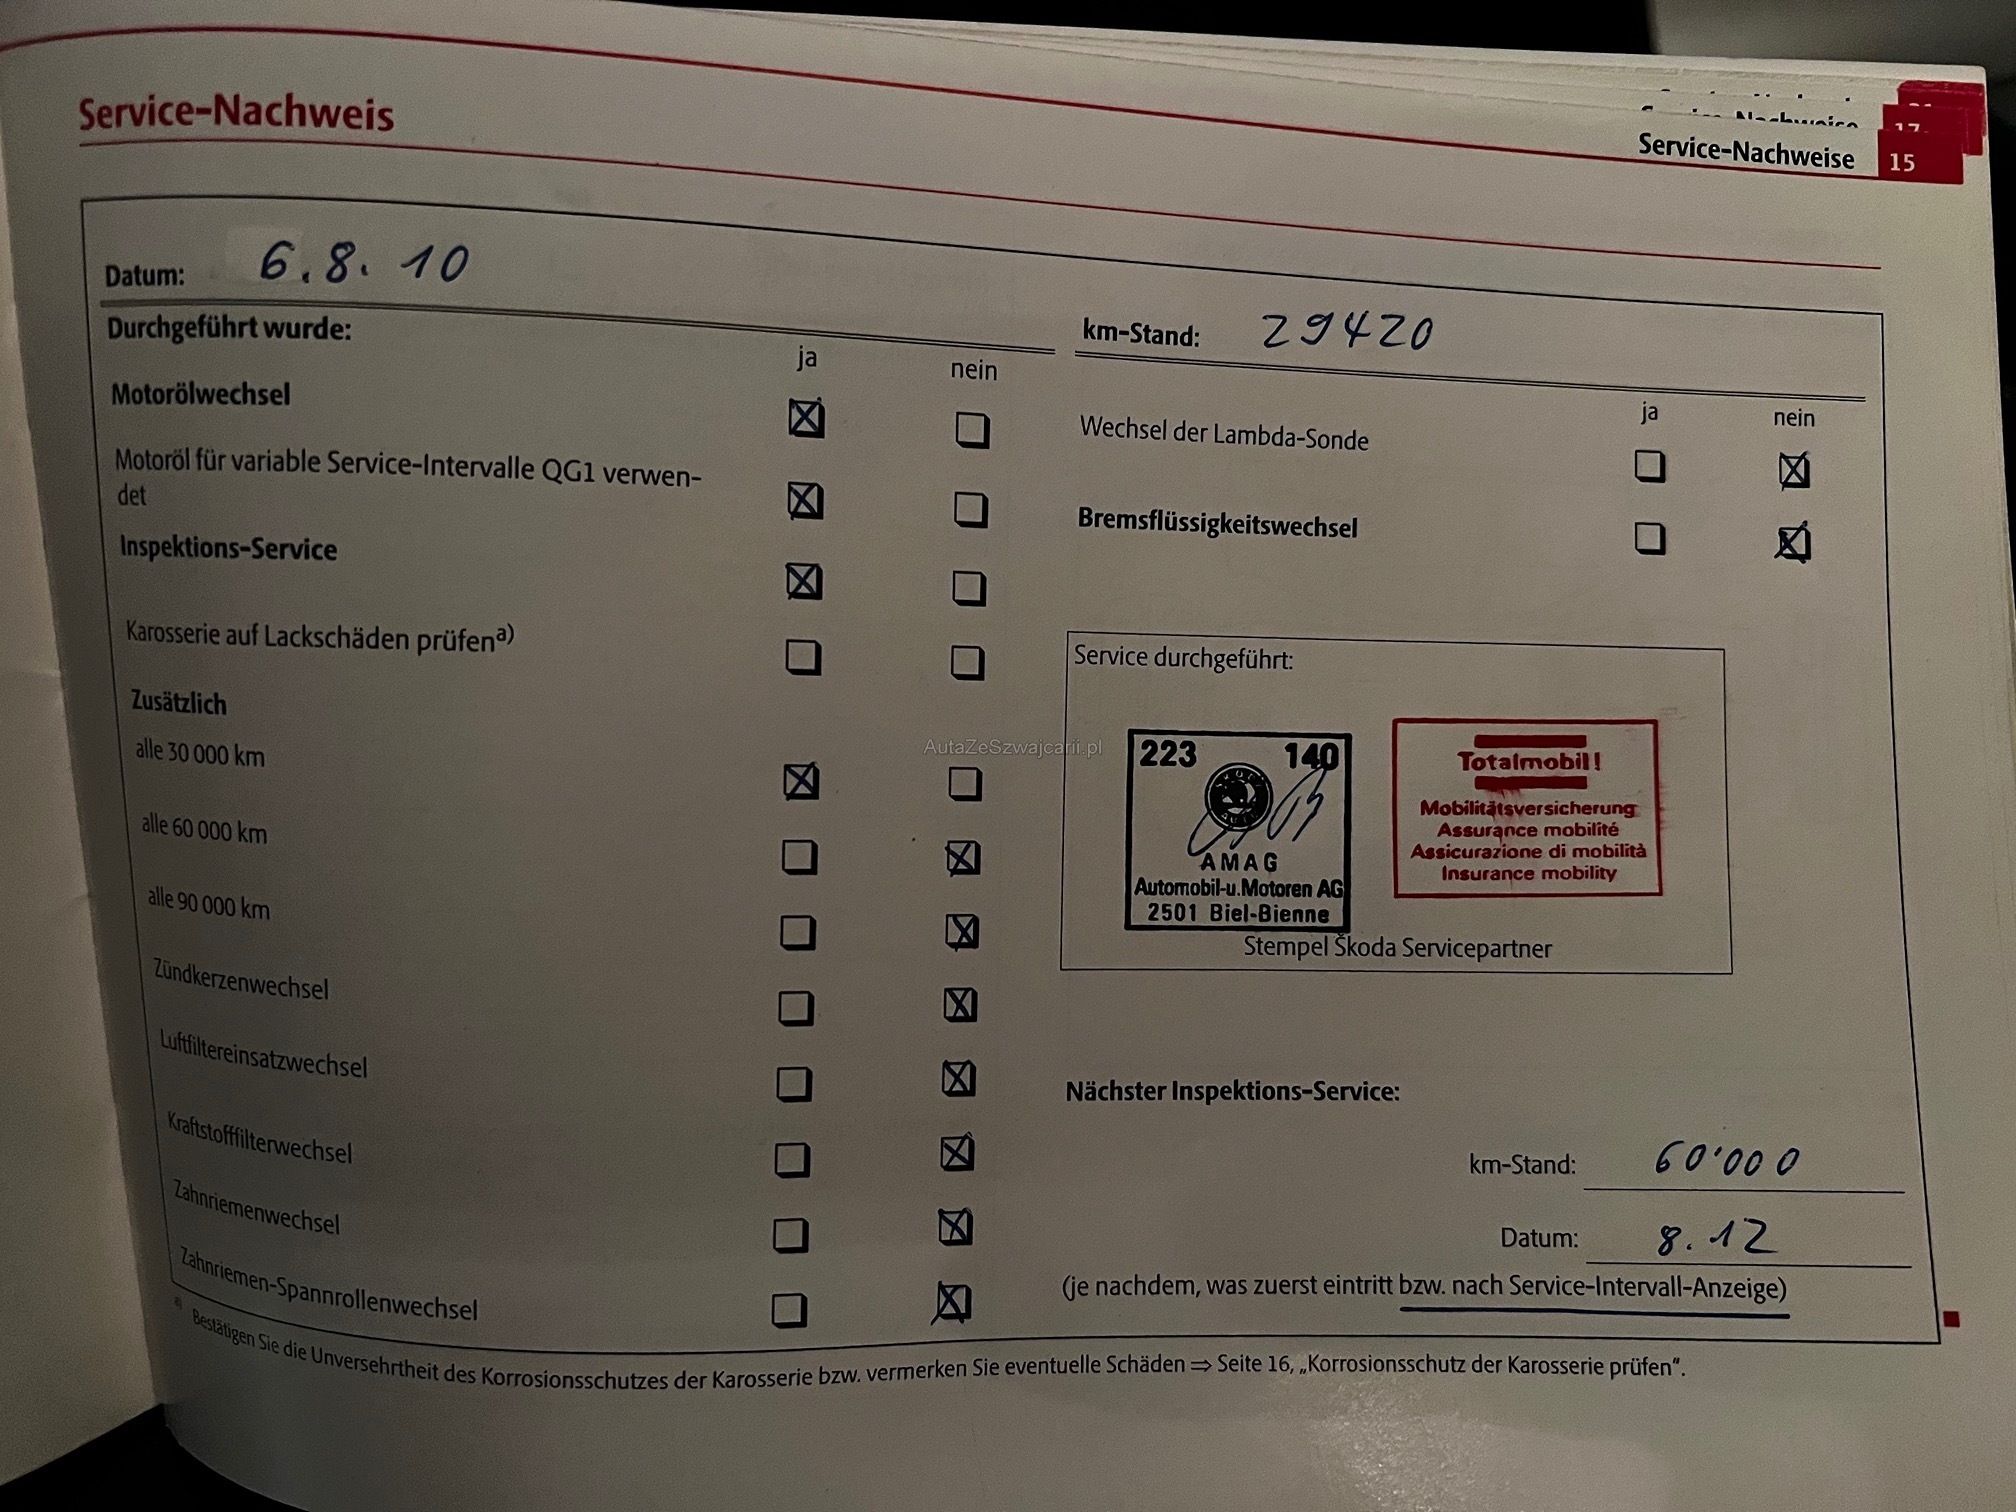 Service-Nachweis
Service-Nachweise
17
Service-Nachweise 15
Datum: 6.8.10
Durchgeführt wurde:
ja nein
Motorölwechsel
Motoröl für variable Service-Intervalle QG1 verwen-
det
Inspektions-Service
Karosserie auf Lackschäden prüfen a)
Zusätzlich
alle 30 000 km
alle 60 000 km
alle 90 000 km
Zündkerzenwechsel
Luftfiltereinsatzwechsel
Kraftstofffilterwechsel
Zahnriemenwechsel
Zahnriemen-Spannrollenwechsel
km-Stand: 29420
ja nein
Wechsel der Lambda-Sonde
Bremsflüssigkeitswechsel
Service durchgeführt:
223 140
AMAG
Automobil-u.Motoren AG
2501 Biel-Bienne
Totalmobil!
Mobilitätsversicherung
Assurance mobilité
Assicurazione di mobilità
Insurance mobility
Stempel Škoda Servicepartner
AutaZeSzwajcarii.pl
Nächster Inspektions-Service:
km-Stand: 60'000
Datum: 8.12
(je nachdem, was zuerst eintritt bzw. nach Service-Intervall-Anzeige)
a) Bestätigen Sie die Unversehrtheit des Korrosionsschutzes der Karosserie bzw. vermerken Sie eventuelle Schäden ⇒ Seite 16, „Korrosionsschutz der Karosserie prüfen“.